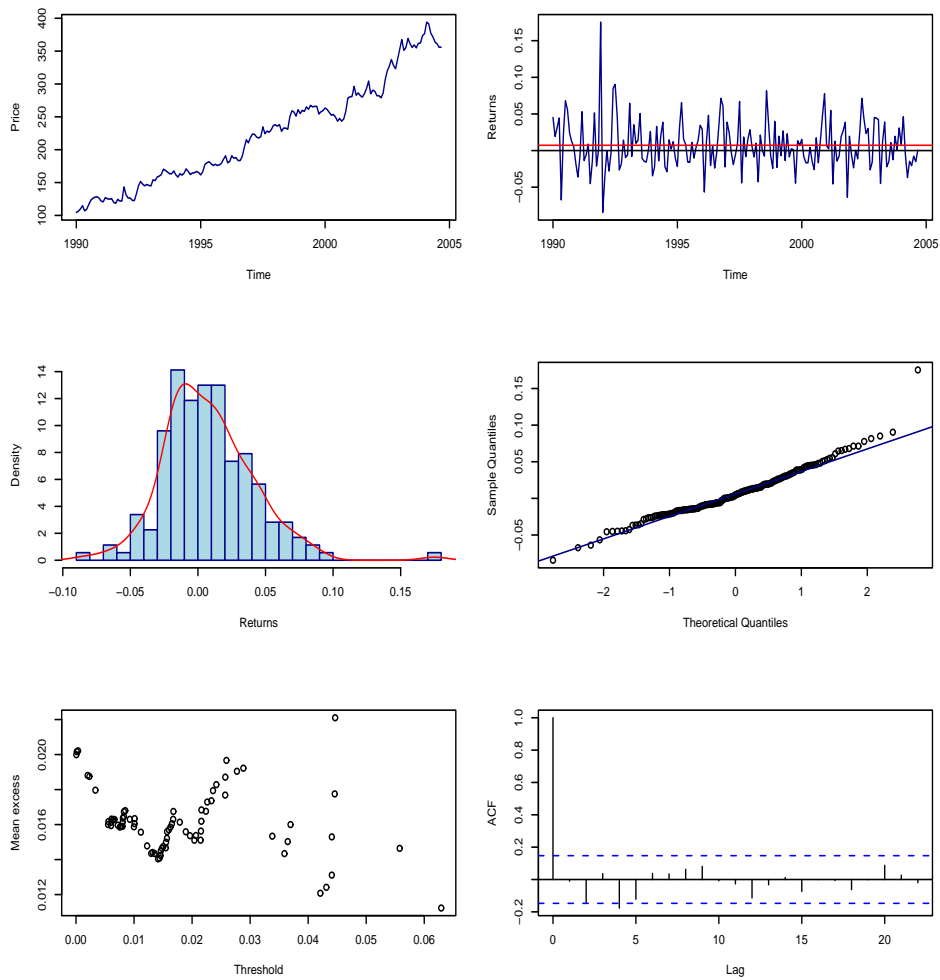 400
350
300
250
200
150
100
Price
1990 1995 2000 2005
Time
0.15
0.10
0.05
−0.05
Returns
1990 1995 2000 2005
Time
14
12
10
8
6
4
2
0
Density
−0.10 −0.05 0.00 0.05 0.10 0.15
Returns
0.15
0.05
−0.05
Sample Quantiles
−2 −1 0 1 2
Theoretical Quantiles
0.020
0.016
0.012
Mean excess
0.00 0.01 0.02 0.03 0.04 0.05 0.06
Threshold
1.0
0.8
0.6
0.4
0.2
−0.2
ACF
0 5 10 15 20
Lag